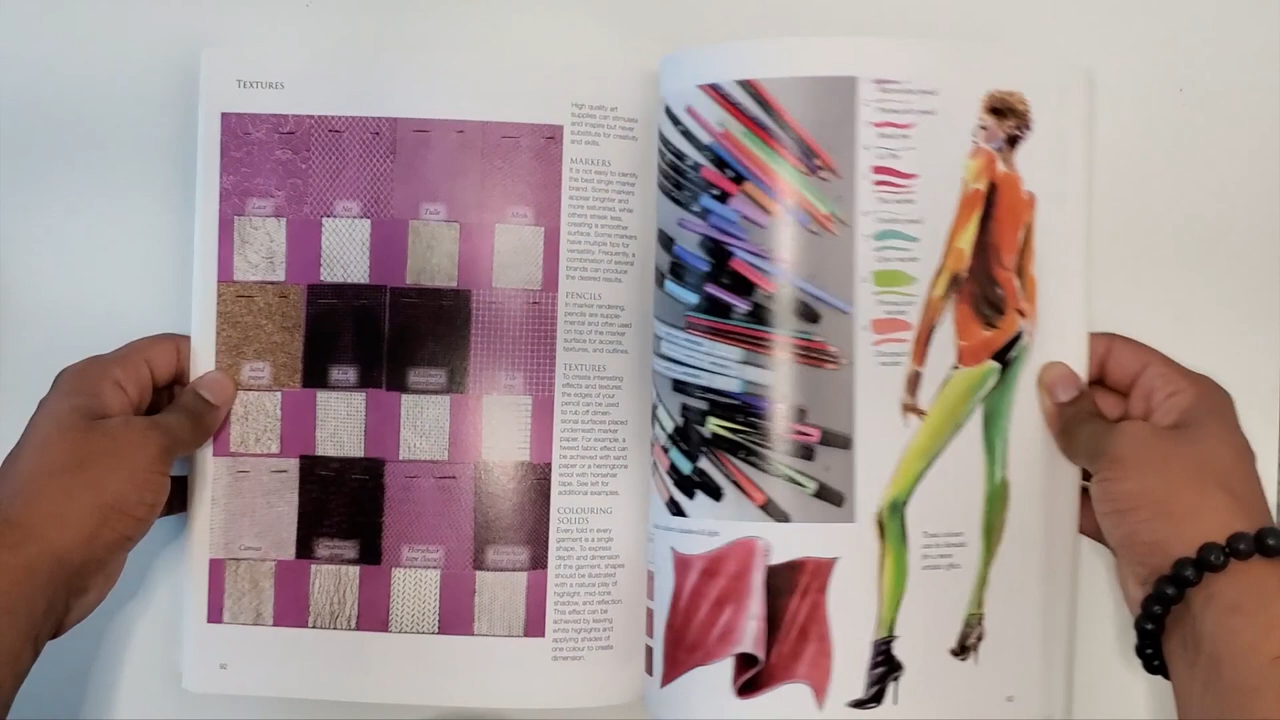 TEXTURES
Lace
Net
Tulle
Mesh
Sand
paper
Canvas
Horsehair
tape (loose)
Horsehair
92
High quality art
supplies can stimulate
and inspire but never
substitute for creativity
and skills.
MARKERS
It is not easy to identify
the best single marker
brand. Some markers
appear brighter and
more saturated, while
others streak less,
creating a smoother
surface. Some markers
have multiple tips for
versatility. Frequently, a
combination of several
brands can produce
the desired results.
PENCILS
In marker rendering,
pencils are supple-
mental and often used
on top of the marker
surface for accents,
textures, and outlines.
TEXTURES
To create interesting
effects and textures,
the edges of your
pencil can be used
to rub off dimen-
sional surfaces placed
underneath marker
paper. For example, a
tweed fabric effect can
be achieved with sand
paper or a herringbone
wool with horsehair
tape. See left for
additional examples.
COLOURING
SOLIDS
Every fold in every
garment is a single
shape. To express
depth and dimension
of the garment, shapes
should be illustrated
with a natural play of
highlight, mid-tone,
shadow, and reflection.
This effect can be
achieved by leaving
white highlights and
applying shades of
one colour to create
dimension.